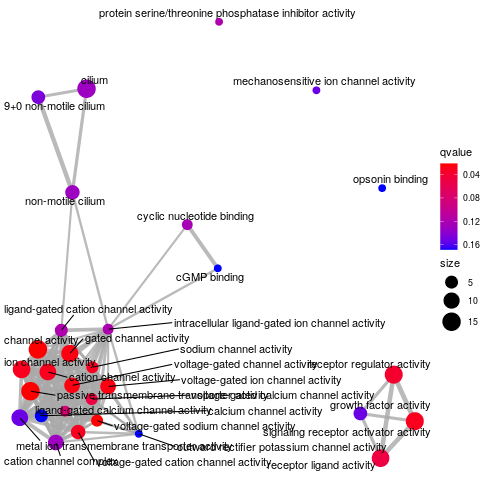 protein serine/threonine phosphatase inhibitor activity
cilium
mechanosensitive ion channel activity
9+0 non-motile cilium
qvalue
0.04
0.08
0.12
0.16
opsonin binding
non-motile cilium
cyclic nucleotide binding
size
5
10
15
cGMP binding
ligand-gated cation channel activity
intracellular ligand-gated ion channel activity
channel activity
gated channel activity
sodium channel activity
ion channel activity
voltage-gated channel activity
receptor regulator activity
cation channel activity
voltage-gated ion channel activity
passive transmembrane transporter activity
voltage-gated calcium channel activity
growth factor activity
ligand-gated calcium channel activity
calcium channel activity
voltage-gated sodium channel activity
signaling receptor activator activity
metal ion transmembrane transporter activity
outward rectifier potassium channel activity
cation channel complex
voltage-gated cation channel activity
receptor ligand activity